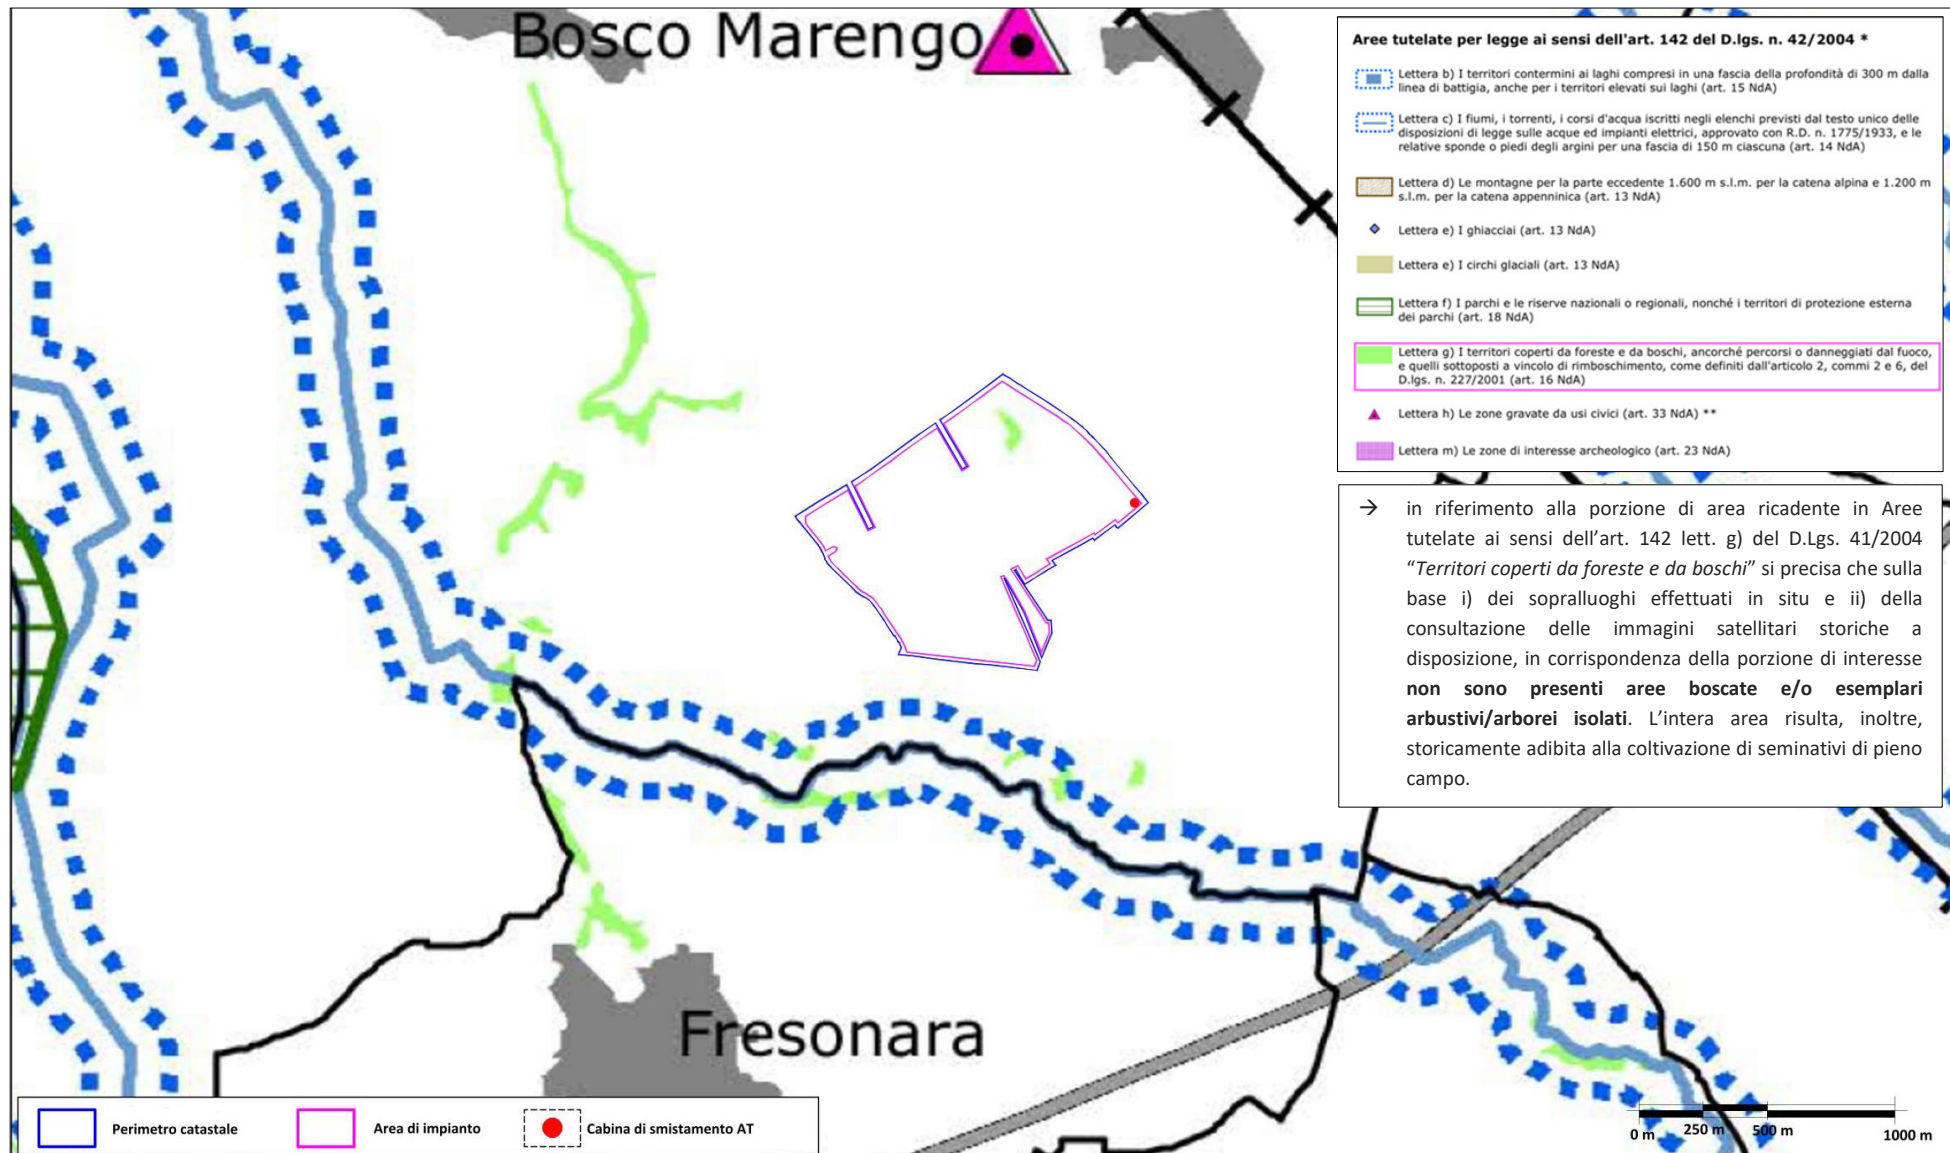 Bosco Marengo
Aree tutelate per legge ai sensi dell'art. 142 del D.lgs. n. 42/2004 *
Lettera b) I territori contermini ai laghi compresi in una fascia della profondità di 300 m dalla
linea di battigia, anche per i territori elevati sui laghi (art. 15 NdA)
Lettera c) I fiumi, i torrenti, i corsi d'acqua iscritti negli elenchi previsti dal testo unico delle
disposizioni di legge sulle acque ed impianti elettrici, approvato con R.D. n. 1775/1933, e le
relative sponde o piedi degli argini per una fascia di 150 m ciascuna (art. 14 NdA)
Lettera d) Le montagne per la parte eccedente 1.600 m s.l.m. per la catena alpina e 1.200 m
s.l.m. per la catena appenninica (art. 13 NdA)
Lettera e) I ghiacciai (art. 13 NdA)
Lettera e) I circhi glaciali (art. 13 NdA)
Lettera f) I parchi e le riserve nazionali o regionali, nonché i territori di protezione esterna
dei parchi (art. 18 NdA)
Lettera g) I territori coperti da foreste e da boschi, ancorché percorsi o danneggiati dal fuoco,
e quelli sottoposti a vincolo di rimboschimento, come definiti dall'articolo 2, commi 2 e 6, del
D.lgs. n. 227/2001 (art. 16 NdA)
Lettera h) Le zone gravate da usi civici (art. 33 NdA) **
Lettera m) Le zone di interesse archeologico (art. 23 NdA)
→ in riferimento alla porzione di area ricadente in Aree
tutelate ai sensi dell'art. 142 lett. g) del D.Lgs. 41/2004
“Territori coperti da foreste e da boschi” si precisa che sulla
base i) dei sopralluoghi effettuati in situ e ii) della
consultazione delle immagini satellitari storiche a
disposizione, in corrispondenza della porzione di interesse
non sono presenti aree boscate e/o esemplari
arbustivi/arborei isolati. L’intera area risulta, inoltre,
storicamente adibita alla coltivazione di seminativi di pieno
campo.
Fresonara
Perimetro catastale
Area di impianto
Cabina di smistamento AT
0 m 250 m 500 m 1000 m